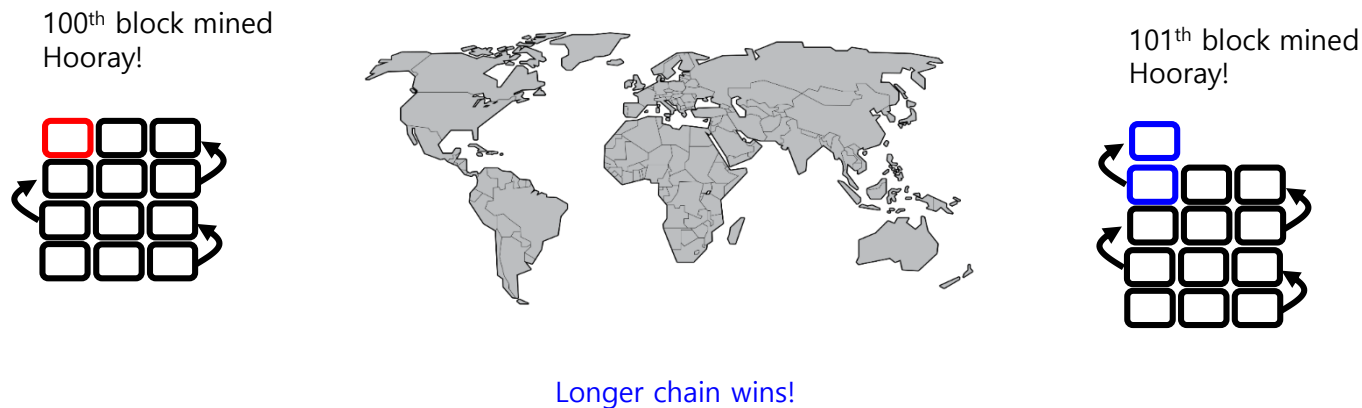 100th block mined
Hooray!
101th block mined
Hooray!
Longer chain wins!